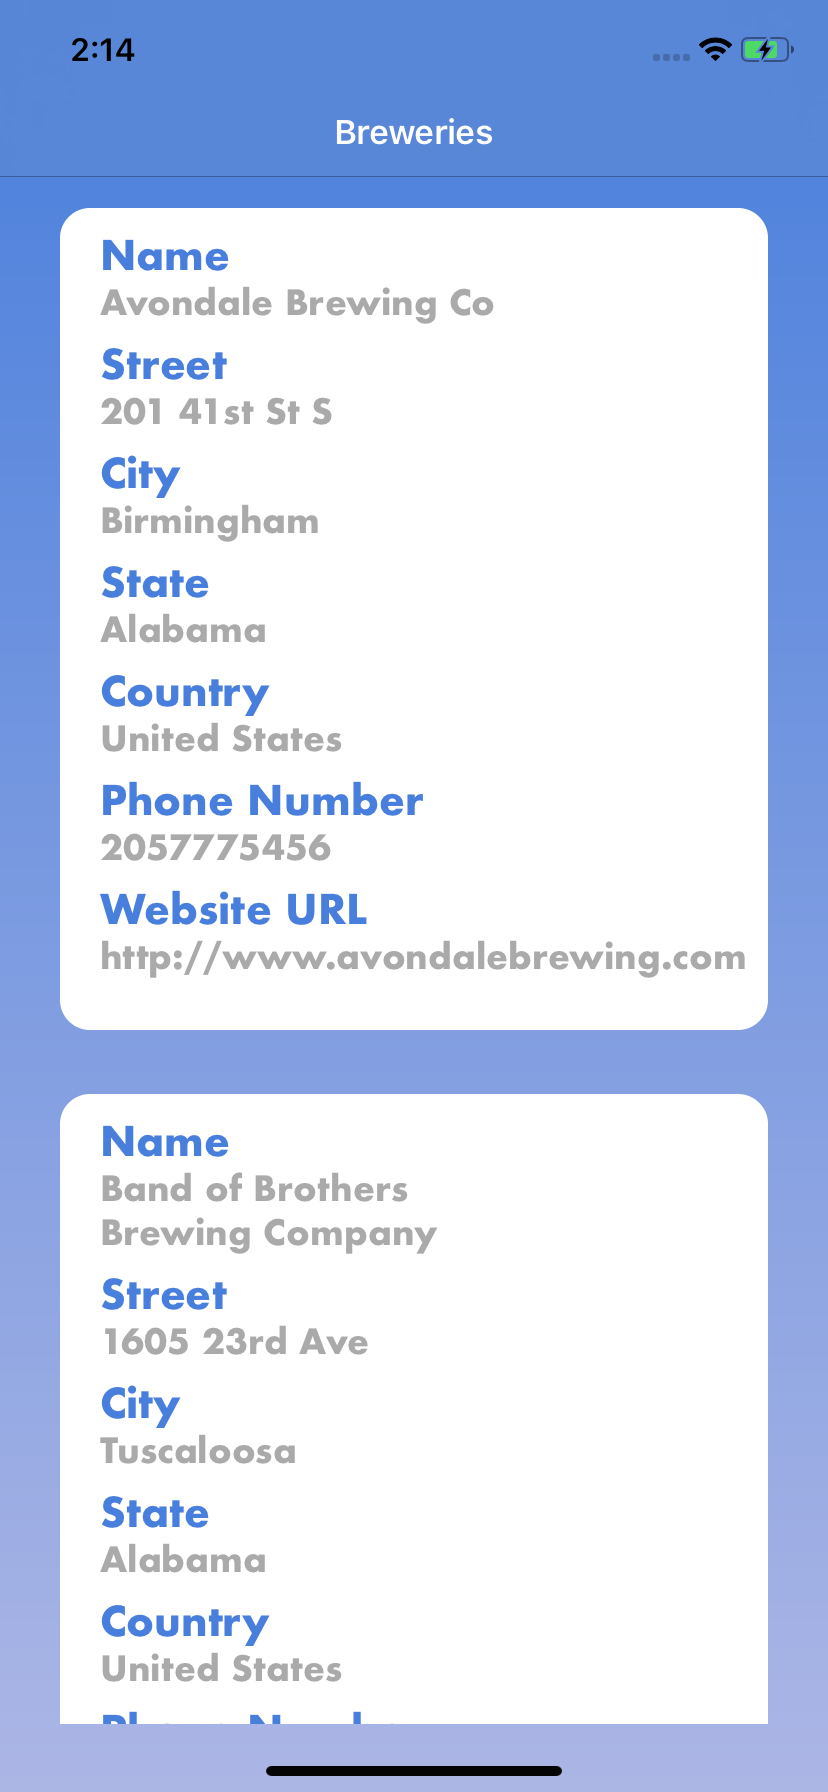 2:14
Breweries
Name
Avondale Brewing Co
Street
201 41st St S
City
Birmingham
State
Alabama
Country
United States
Phone Number
2057775456
Website URL
http://www.avondalebrewing.com
Name
Band of Brothers
Brewing Company
Street
1605 23rd Ave
City
Tuscaloosa
State
Alabama
Country
United States